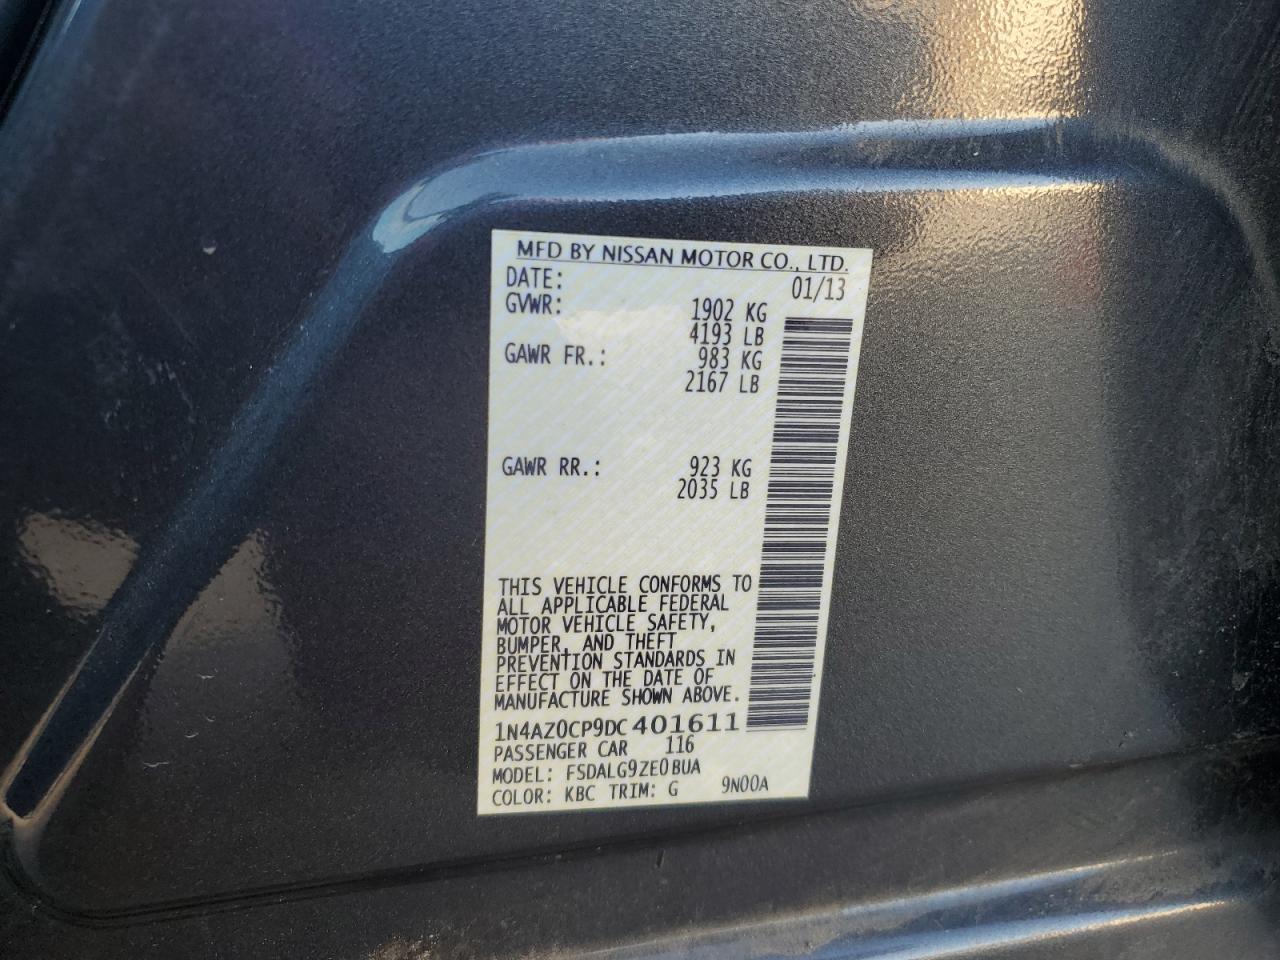 MFD BY NISSAN MOTOR CO., LTD.
DATE: 01/13
GVWR: 1902 KG
4193 LB
GAWR FR.: 983 KG
2167 LB
GAWR RR.: 923 KG
2035 LB
THIS VEHICLE CONFORMS TO
ALL APPLICABLE FEDERAL
MOTOR VEHICLE SAFETY,
BUMPER, AND THEFT
PREVENTION STANDARDS IN
EFFECT ON THE DATE OF
MANUFACTURE SHOWN ABOVE.
1N4AZ0CP9DC401611
PASSENGER CAR 116
MODEL: FSDALG9ZE0BUA
COLOR: KBC TRIM: G 9N00A